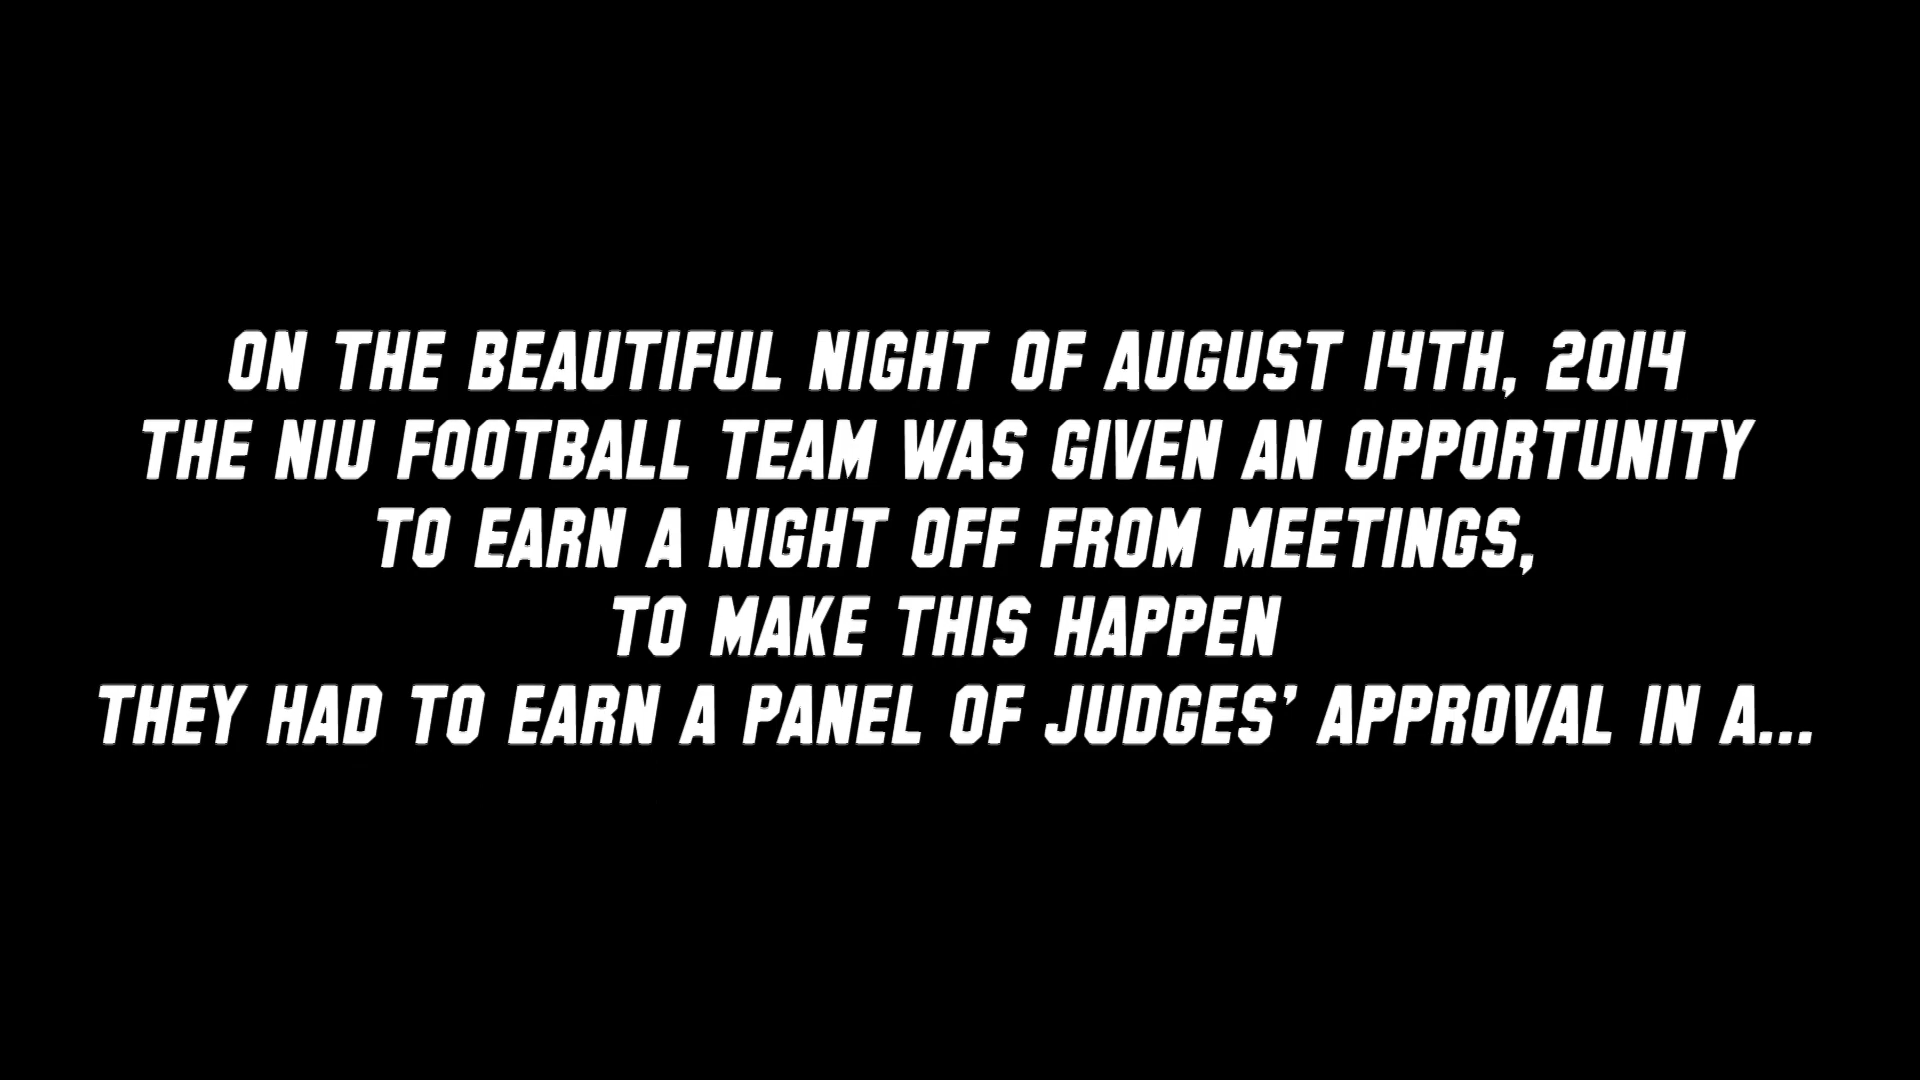 ON THE BEAUTIFUL NIGHT OF AUGUST 14TH, 2014
THE NIU FOOTBALL TEAM WAS GIVEN AN OPPORTUNITY
TO EARN A NIGHT OFF FROM MEETINGS,
TO MAKE THIS HAPPEN
THEY HAD TO EARN A PANEL OF JUDGES' APPROVAL IN A...